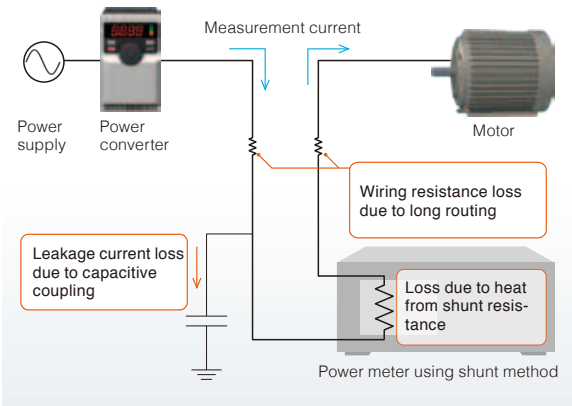 Measurement current
Power
supply
Power
converter
Motor
Wiring resistance loss
due to long routing
Leakage current loss
due to capacitive
coupling
Loss due to heat
from shunt resis-
tance
Power meter using shunt method